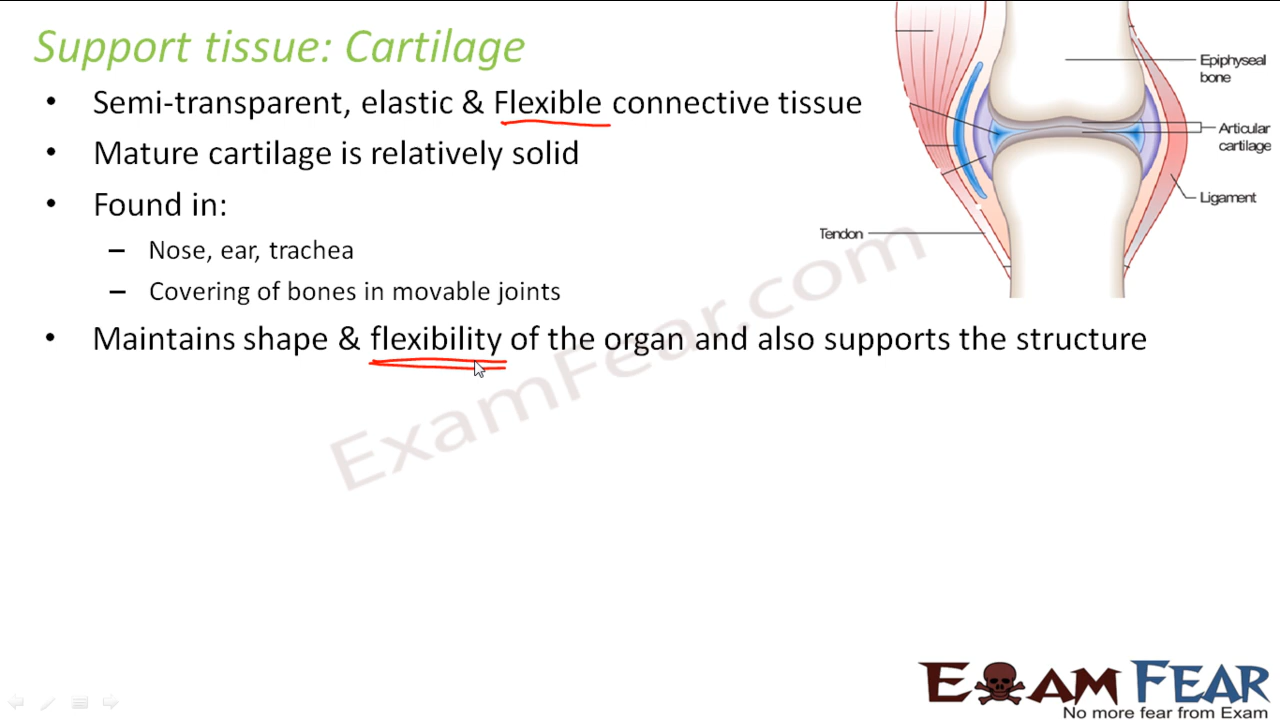 Support tissue: Cartilage
• Semi-transparent, elastic & Flexible connective tissue
• Mature cartilage is relatively solid
• Found in:
– Nose, ear, trachea
– Covering of bones in movable joints
• Maintains shape & flexibility of the organ and also supports the structure
Epiphyseal
bone
Articular
cartilage
Ligament
Tendon
ExamFear.com
EXAM FEAR
No more fear from Exam